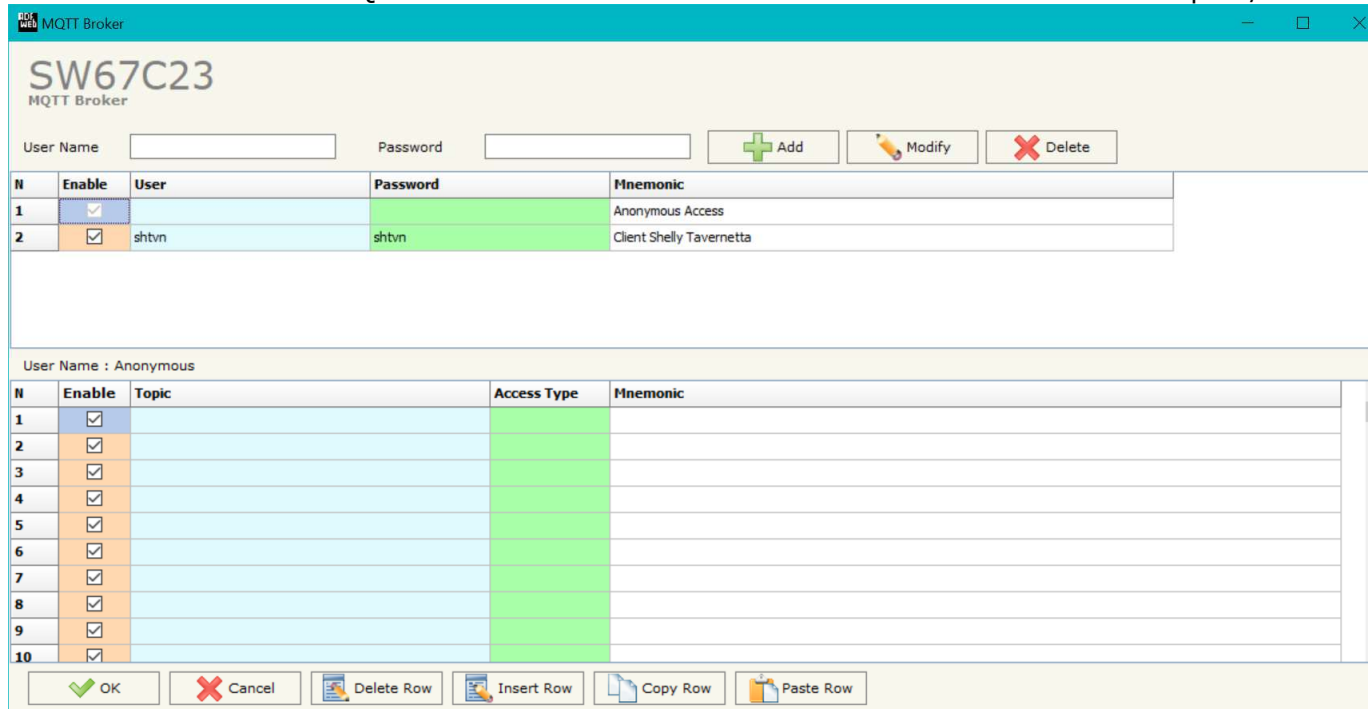 MQTT Broker
SW67C23
MQTT Broker
User Name Password Add Modify Delete
N Enable User Password Mnemonic
1 Anonymous Access
2 shtvn shtvn Client Shelly Tavernetta
User Name : Anonymous
N Enable Topic Access Type Mnemonic
1
2
3
4
5
6
7
8
9
10
OK Cancel Delete Row Insert Row Copy Row Paste Row